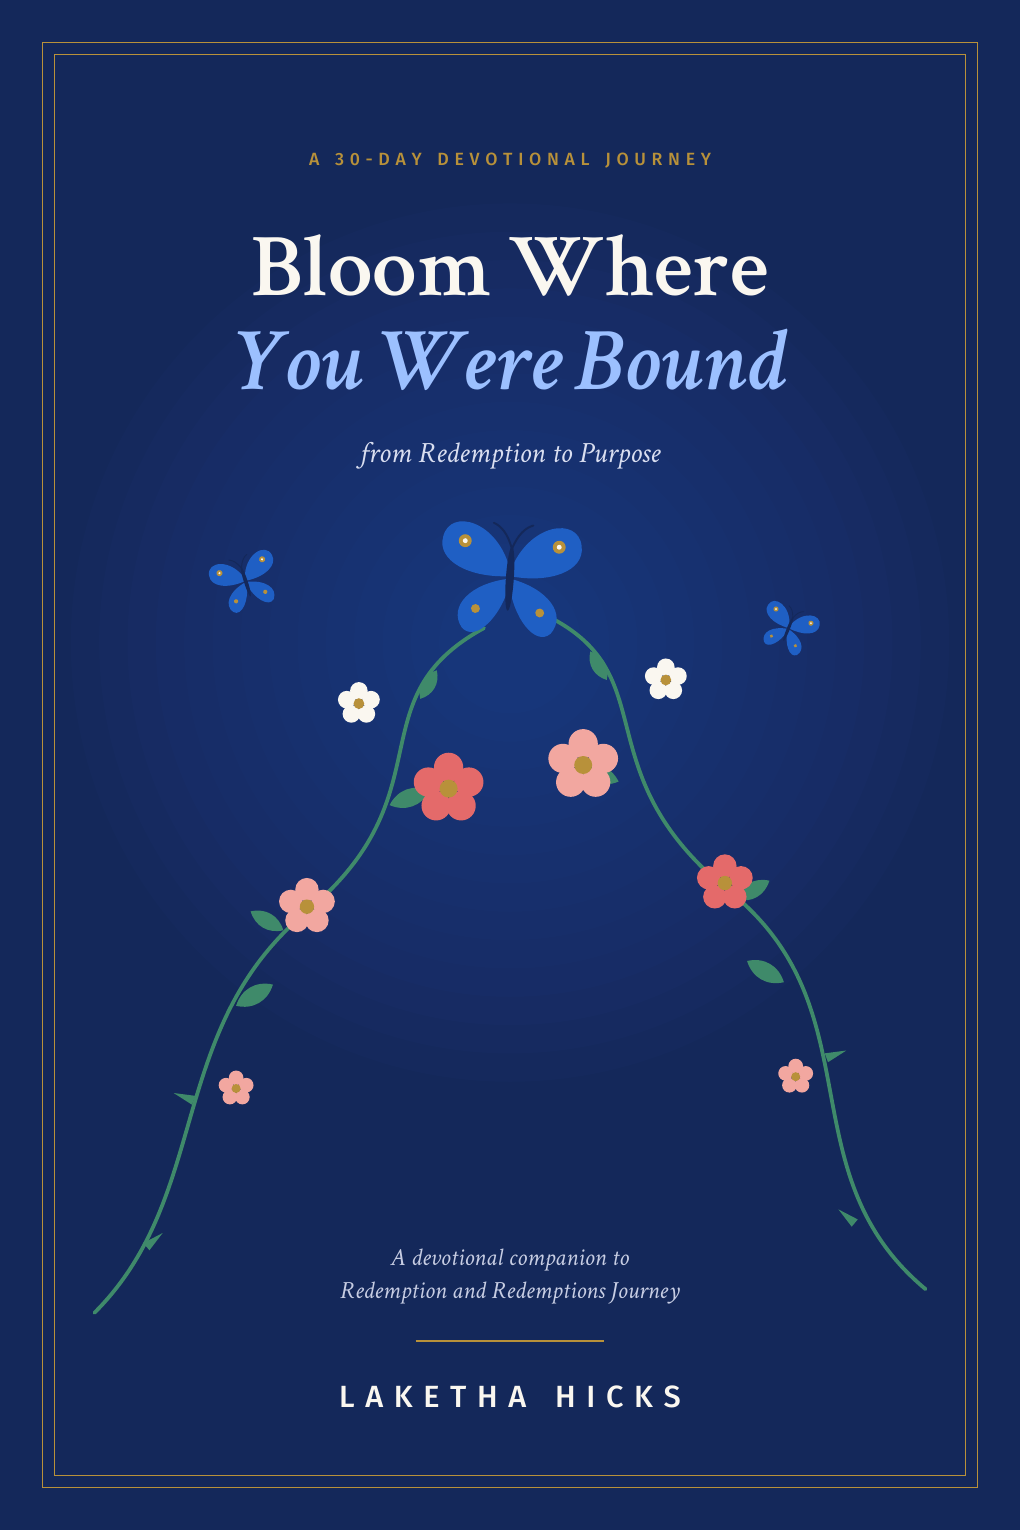 A 30-DAY DEVOTIONAL JOURNEY
Bloom Where
You Were Bound
from Redemption to Purpose
A devotional companion to
Redemption and Redemptions Journey
LAKETHA HICKS